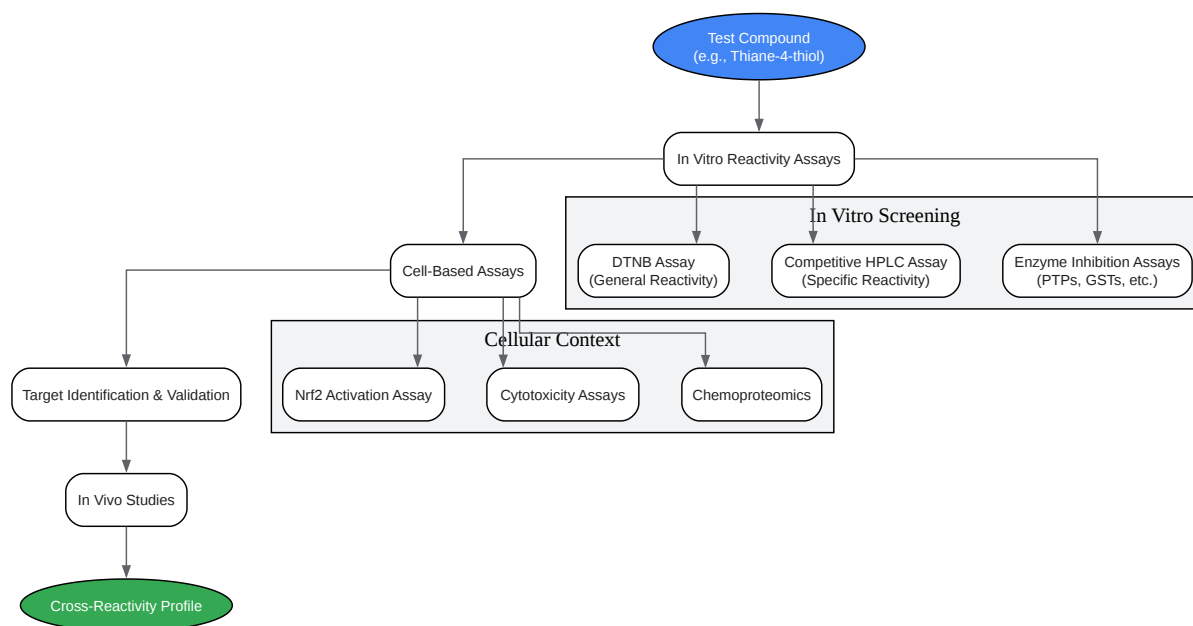 Test Compound
(e.g., Thiane-4-thiol)
In Vitro Reactivity Assays
In Vitro Screening
DTNB Assay
(General Reactivity)
Competitive HPLC Assay
(Specific Reactivity)
Enzyme Inhibition Assays
(PTPs, GSTs, etc.)
Cell-Based Assays
Cellular Context
Nrf2 Activation Assay
Cytotoxicity Assays
Chemoproteomics
Target Identification & Validation
In Vivo Studies
Cross-Reactivity Profile